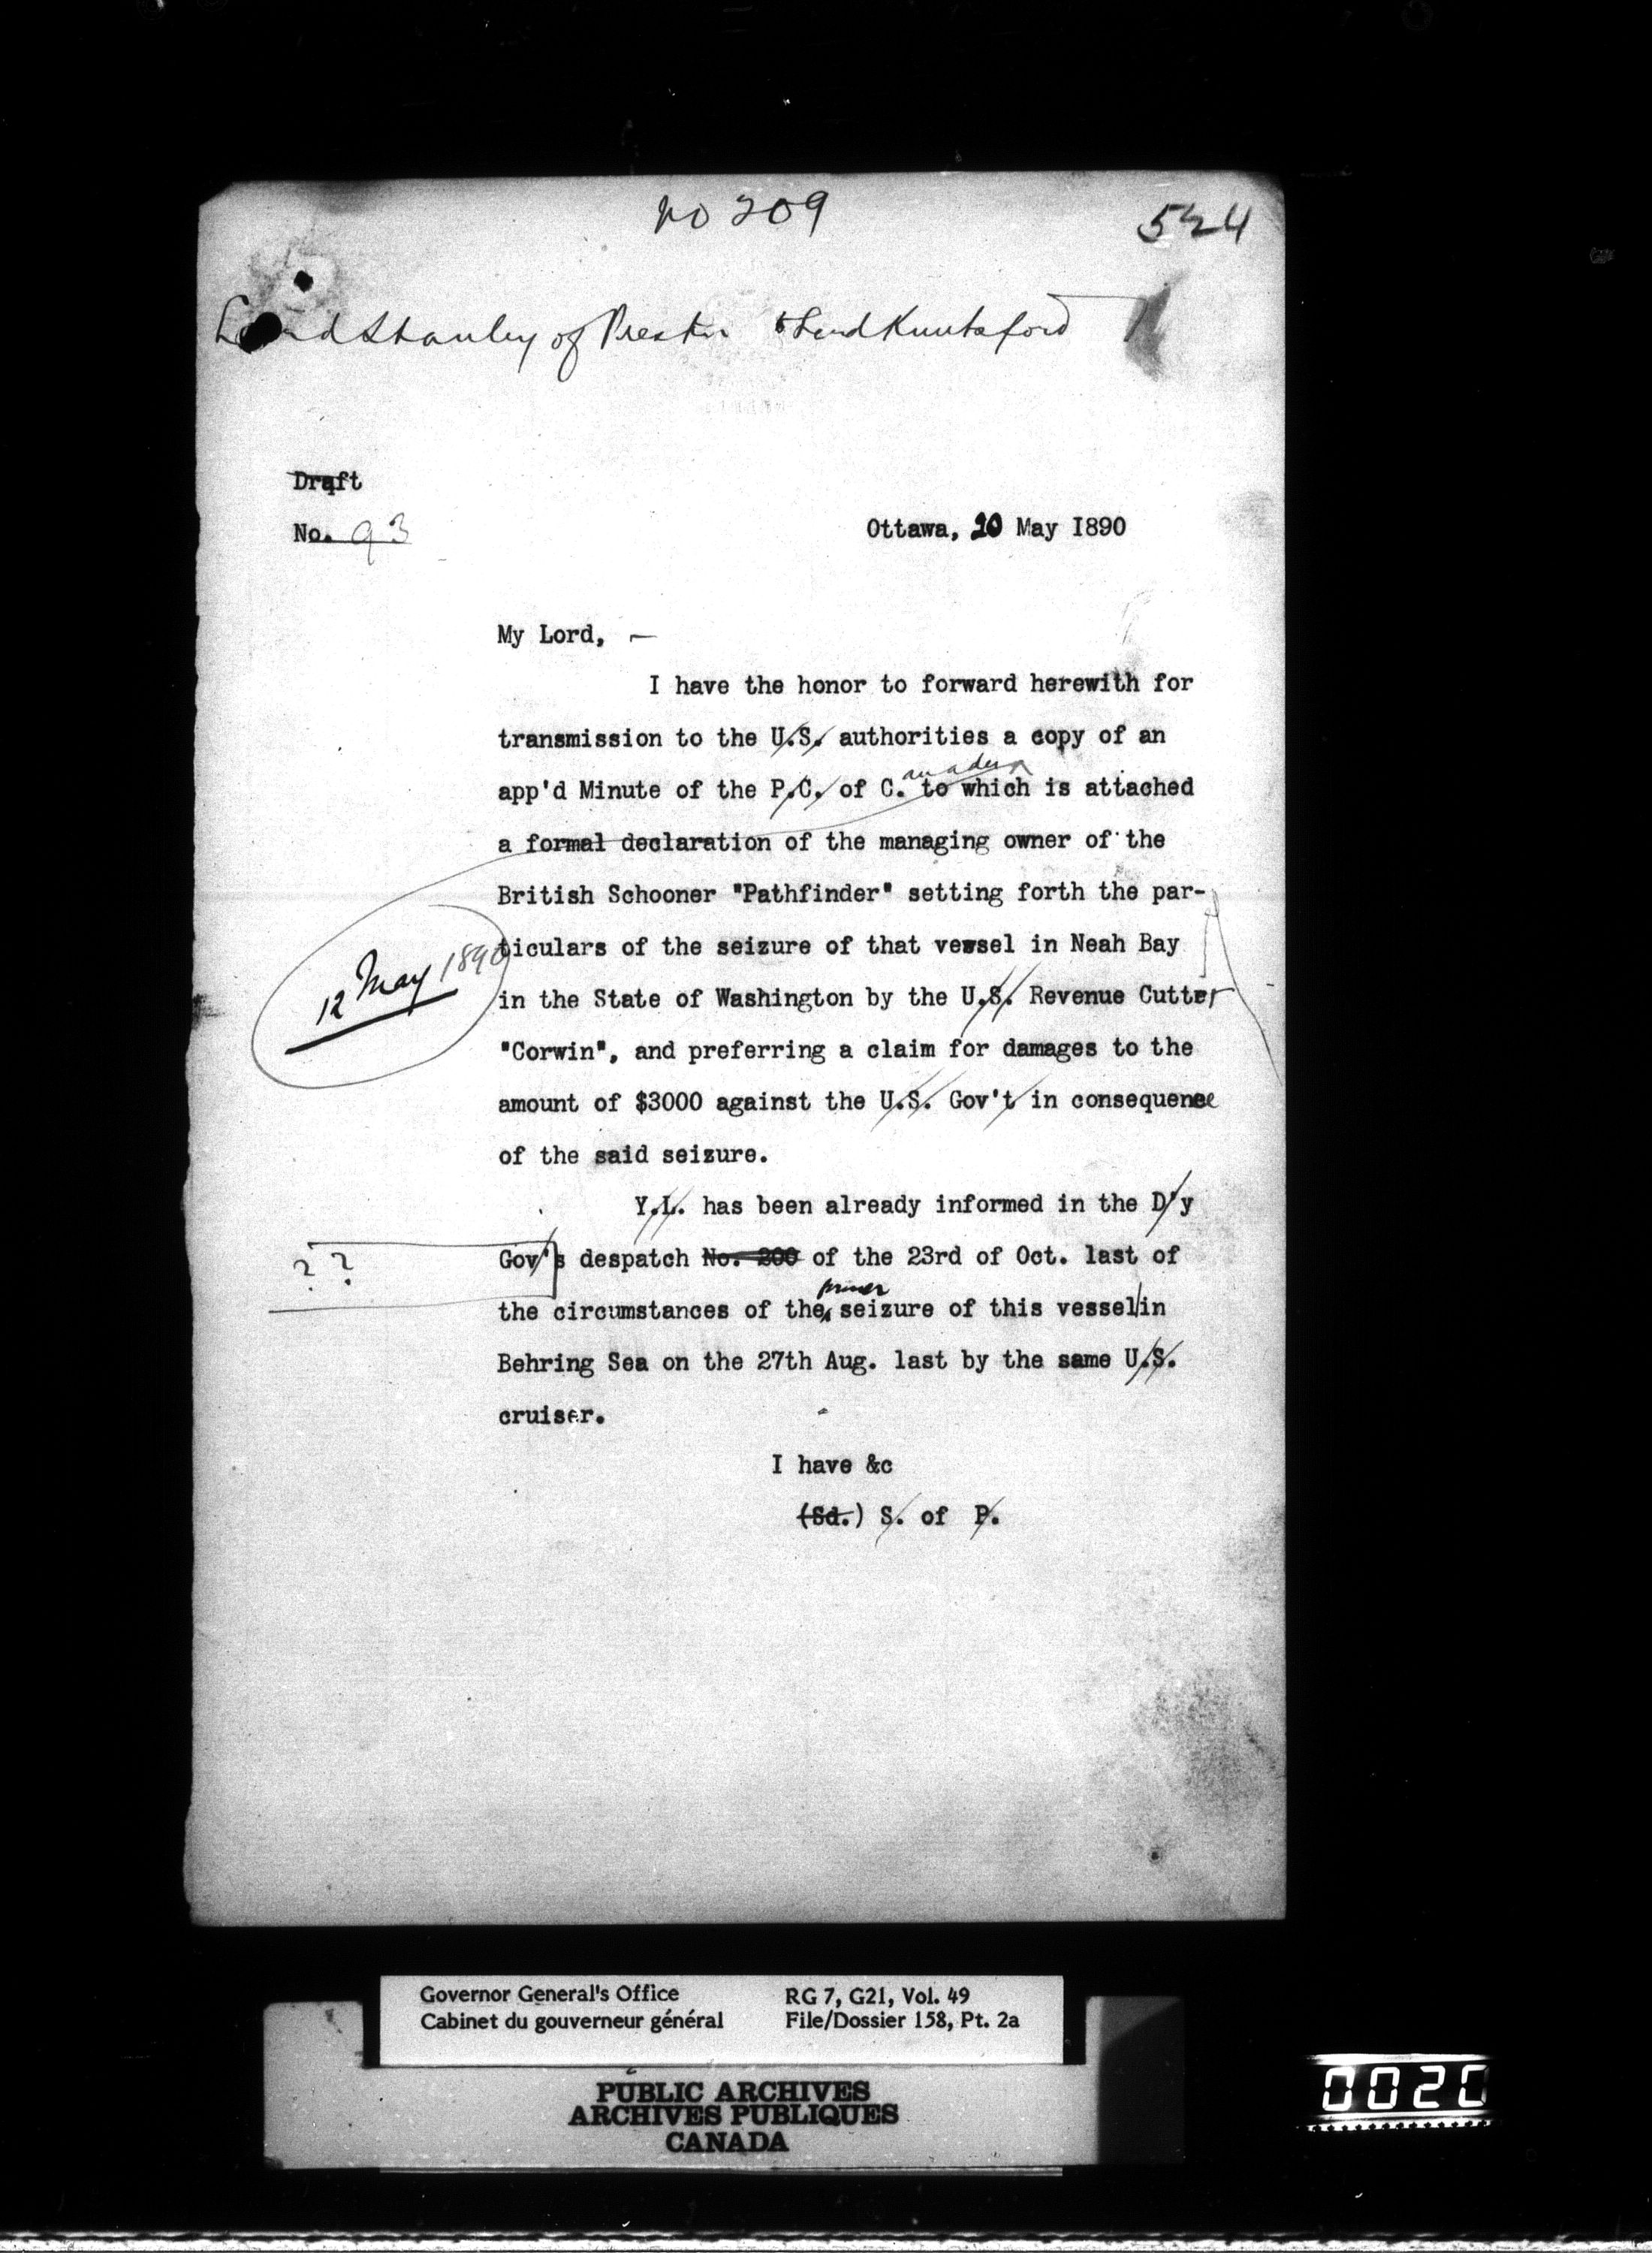 No 209
524
Lord Stanley of Preston to Lord Knutsford
Draft
No. 93
Ottawa, 20 May 1890
My Lord, —
I have the honor to forward herewith for
transmission to the U.S. authorities a copy of an
anada
app'd Minute of the P.C. of C. to which is attached
a formal declaration of the managing owner of the
British Schooner "Pathfinder" setting forth the par-
ticulars of the seizure of that vessel in Neah Bay
12 May 1890
in the State of Washington by the U.S. Revenue Cutter
"Corwin", and preferring a claim for damages to the
amount of $3000 against the U.S. Gov't in consequence
of the said seizure.
Y.L. has been already informed in the D'y
Gov's despatch No. 200 of the 23rd of Oct. last of
? ?
the circumstances of the seizure of this vessel in
Behring Sea on the 27th Aug. last by the same U.S.
cruiser.
I have &c
(Sd.) S. of P.
Governor General's Office
Cabinet du gouverneur général
RG 7, G21, Vol. 49
File/Dossier 158, Pt. 2a
PUBLIC ARCHIVES
ARCHIVES PUBLIQUES
CANADA
0020